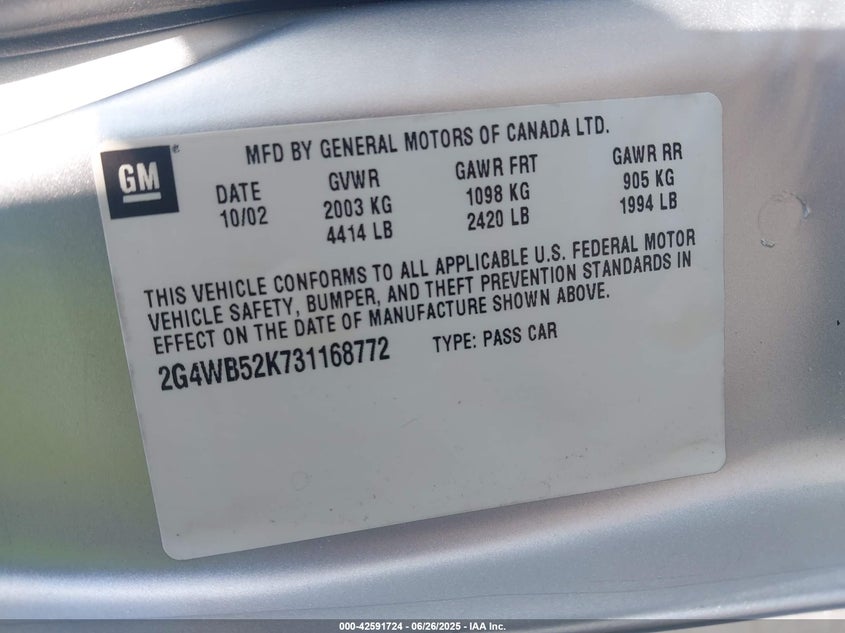 GM
MFD BY GENERAL MOTORS OF CANADA LTD.
DATE GVWR GAWR FRT GAWR RR
10/02 2003 KG 1098 KG 905 KG
4414 LB 2420 LB 1994 LB
THIS VEHICLE CONFORMS TO ALL APPLICABLE U.S. FEDERAL MOTOR
VEHICLE SAFETY, BUMPER, AND THEFT PREVENTION STANDARDS IN
EFFECT ON THE DATE OF MANUFACTURE SHOWN ABOVE.
2G4WB52K731168772 TYPE: PASS CAR
000-42591724 | 06/26/2025 - IAA Inc.